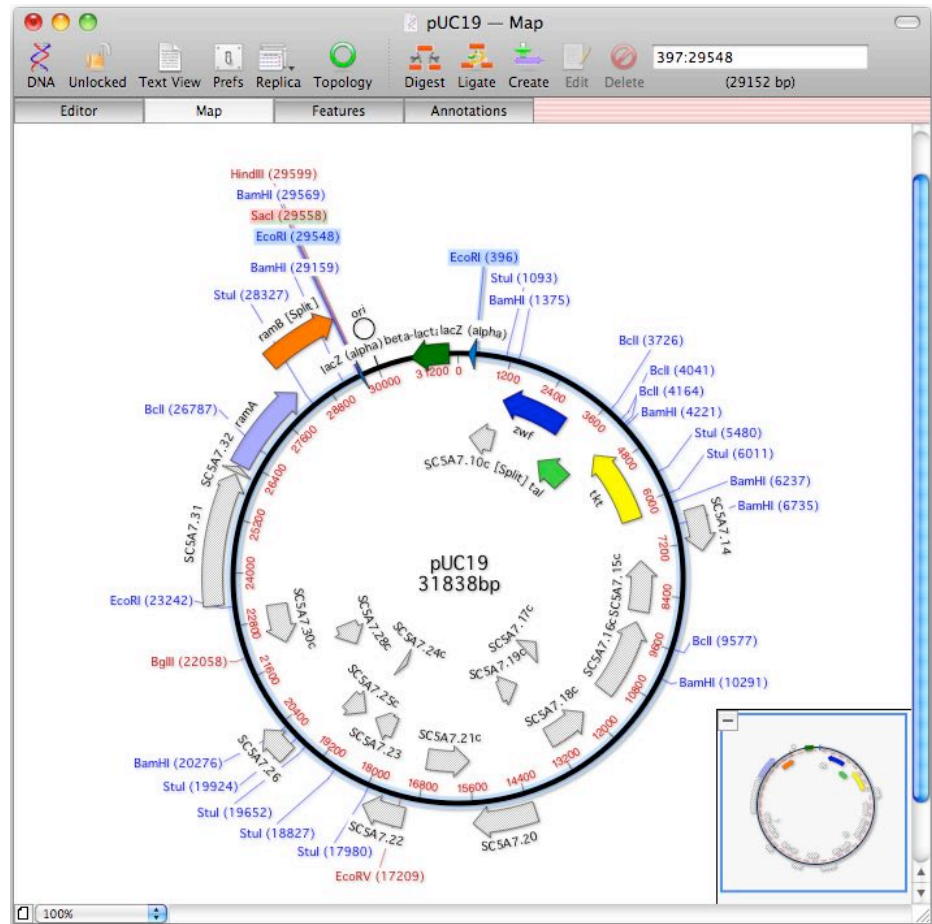 pUC19 — Map
DNA Unlocked Text View Prefs Replica Topology Digest Ligate Create Edit Delete
397:29548
(29152 bp)
Editor Map Features Annotations
HindIII (29599)
BamHI (29569)
SacI (29558)
EcoRI (29548)
BamHI (29159)
StuI (28327)
EcoRI (396)
StuI (1093)
BamHI (1375)
ramB [Split]
ori
lacZ (alpha)
beta-lacta
lacZ (alpha)
BclI (3726)
BclI (4041)
BclI (4164)
BamHI (4221)
StuI (5480)
StuI (6011)
BamHI (6237)
BamHI (6735)
BclI (26787)
ramA
SC5A7.32
SC5A7.31
zwf
SC5A7.10c [Split]
tal
tkt
SC5A7.14
pUC19
31838bp
EcoRI (23242)
BglII (22058)
SC5A7.30c
SC5A7.28c
SC5A7.24c
SC5A7.25c
SC5A7.23
SC5A7.21c
SC5A7.17c
SC5A7.19c
SC5A7.18c
SC5A7.16c
SC5A7.15c
BclI (9577)
BamHI (10291)
BamHI (20276)
SC5A7.26
StuI (19924)
StuI (19652)
StuI (18827)
StuI (17980)
SC5A7.22
SC5A7.20
EcoRV (17209)
0
1200
2400
3600
4800
6000
7200
8400
9600
10800
12000
13200
14400
15600
16800
18000
19200
20400
21600
22800
24000
25200
26400
27600
28800
30000
31200
100%